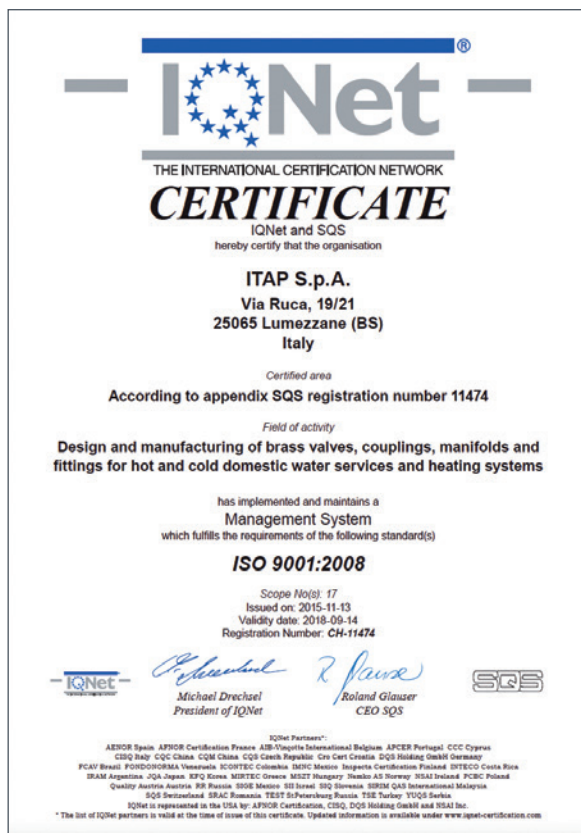 IQNet®
THE INTERNATIONAL CERTIFICATION NETWORK
CERTIFICATE
IQNet and SQS
hereby certify that the organisation
ITAP S.p.A.
Via Ruca, 19/21
25065 Lumezzane (BS)
Italy
Certified area
According to appendix SQS registration number 11474
Field of activity
Design and manufacturing of brass valves, couplings, manifolds and
fittings for hot and cold domestic water services and heating systems
has implemented and maintains a
Management System
which fulfills the requirements of the following standard(s)
ISO 9001:2008
Scope No(s): 17
Issued on: 2015-11-13
Validity date: 2018-09-14
Registration Number: CH-11474
IQNet
Michael Drechsel
President of IQNet
Roland Glauser
CEO SQS
SQS
IQNet Partners*:
AENOR Spain AFNOR Certification France AIB-Vinçotte International Belgium APCER Portugal CCC Cyprus
CISQ Italy CQC China CQM China CQS Czech Republic Cro Cert Croatia DQS Holding GmbH Germany
FCAV Brazil FONDONORMA Venezuela ICONTEC Colombia IMNC Mexico Inspecta Certification Finland INTECO Costa Rica
IRAM Argentina JQA Japan KFQ Korea MIRTEC Greece MSZT Hungary Nemko AS Norway NSAI Ireland PCBC Poland
Quality Austria Austria RR Russia SIGE Mexico SII Israel SIQ Slovenia SIRIM QAS International Malaysia
SQS Switzerland SRAC Romania TEST St Petersburg Russia TSE Turkey YUQS Serbia
IQNet is represented in the USA by: AFNOR Certification, CISQ, DQS Holding GmbH and NSAI Inc.
* The list of IQNet partners is valid at the time of issue of this certificate. Updated information is available under www.iqnet-certification.com